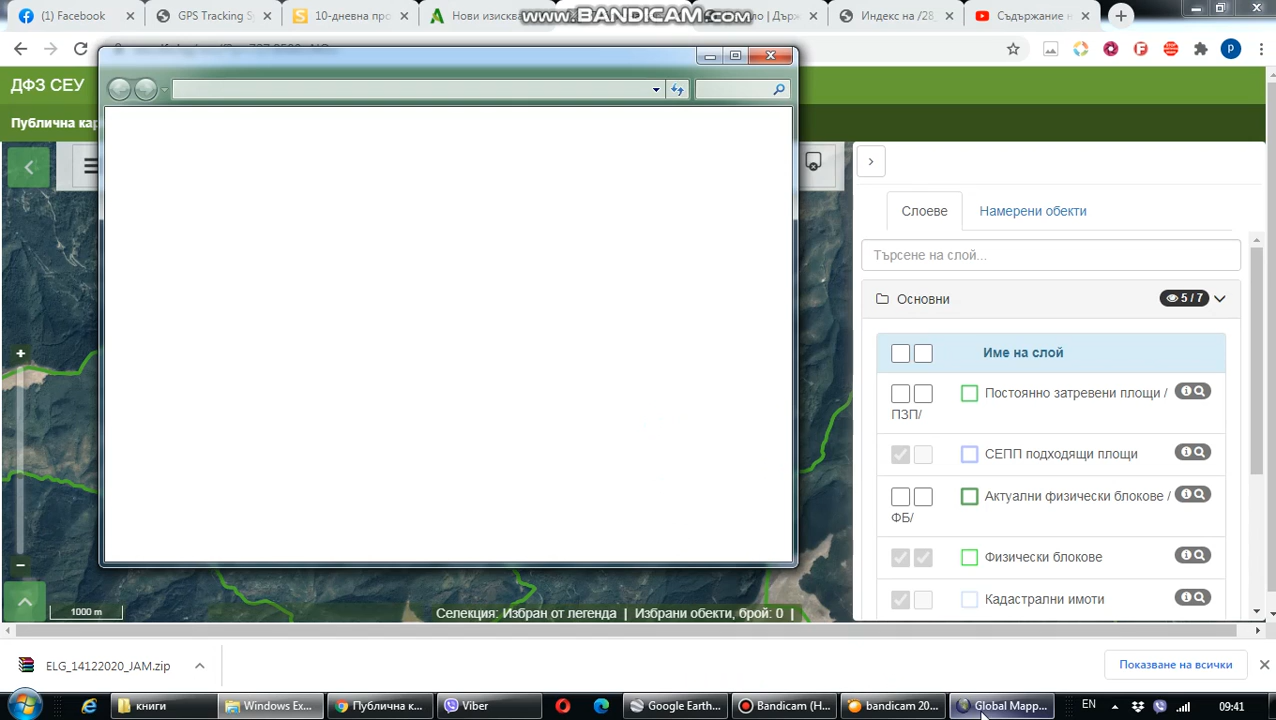 (1) Facebook
GPS Tracking S
10-дневна про
Нови изиска
www.BANDICAM.com
ло | Държ
Индекс на /28
Съдържание н
p
ДФЗ СЕУ
Публична кар
Слоеве
Намерени обекти
Търсене на слой...
Основни
5 / 7
Име на слой
Постоянно затревени площи /
ПЗП/
СЕПП подходящи площи
Актуални физически блокове /
ФБ/
Физически блокове
Кадастрални имоти
1000 m
Селекция: Избран от легенда | Избрани обекти, брой: 0 |
ELG_14122020_JAM.zip
Показване на всички
книги
Windows Ex...
Публична к...
Viber
Google Earth...
Bandicam (H...
bandicam 20...
Global Mapp...
EN
09:41